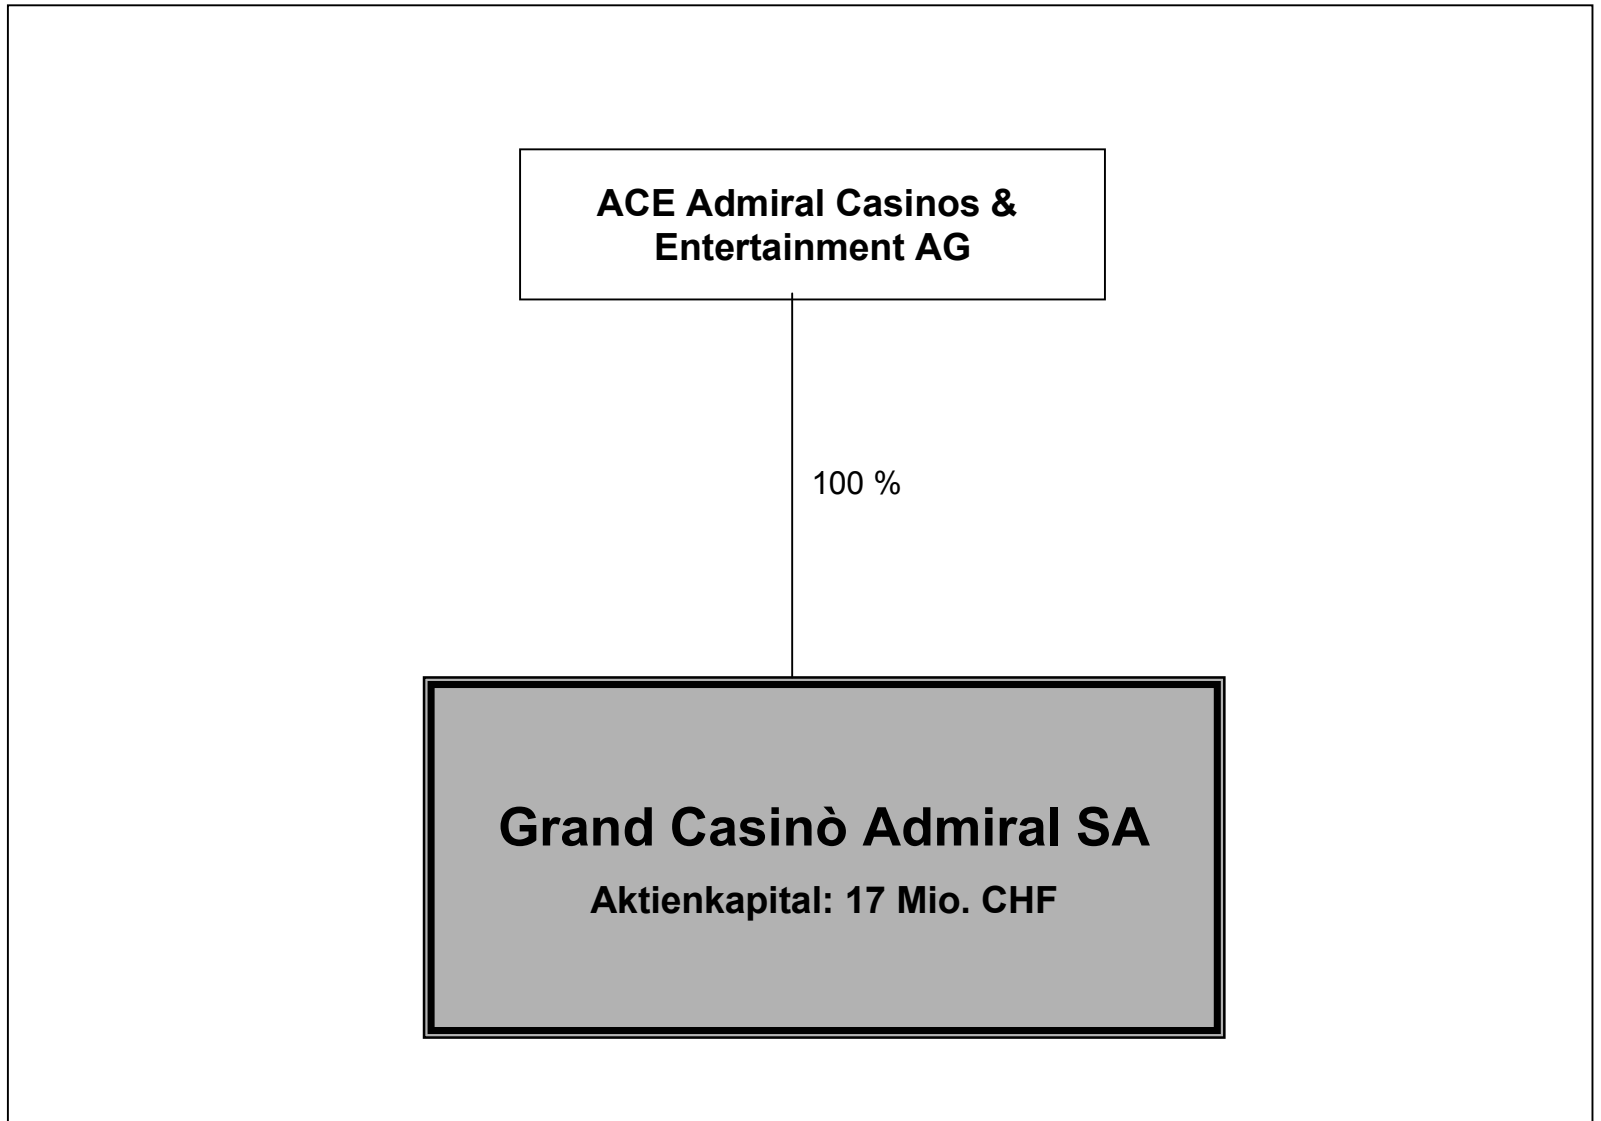 ACE Admiral Casinos &
Entertainment AG
100 %
Grand Casinò Admiral SA
Aktienkapital: 17 Mio. CHF